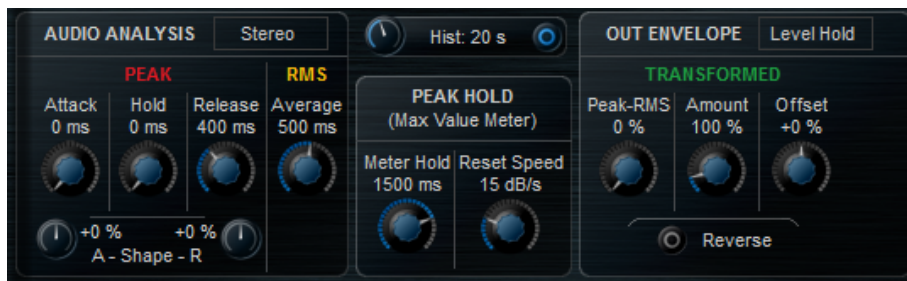 AUDIO ANALYSIS Stereo
PEAK RMS
Attack Hold Release Average
0 ms 0 ms 400 ms 500 ms
+0 % +0 %
A - Shape - R
Hist: 20 s
PEAK HOLD
(Max Value Meter)
Meter Hold Reset Speed
1500 ms 15 dB/s
OUT ENVELOPE Level Hold
TRANSFORMED
Peak-RMS Amount Offset
0 % 100 % +0 %
Reverse